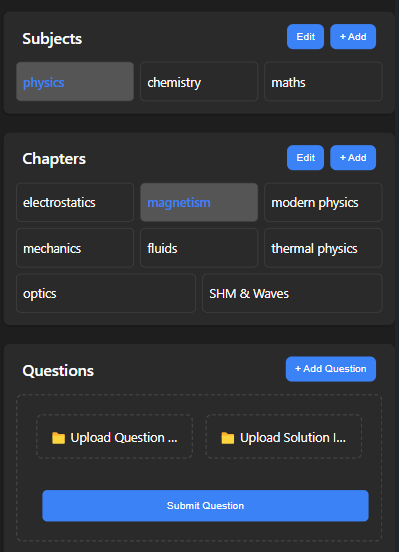 Subjects Edit + Add
physics chemistry maths
Chapters Edit + Add
electrostatics magnetism modern physics
mechanics fluids thermal physics
optics SHM & Waves
Questions + Add Question
Upload Question ... Upload Solution I...
Submit Question